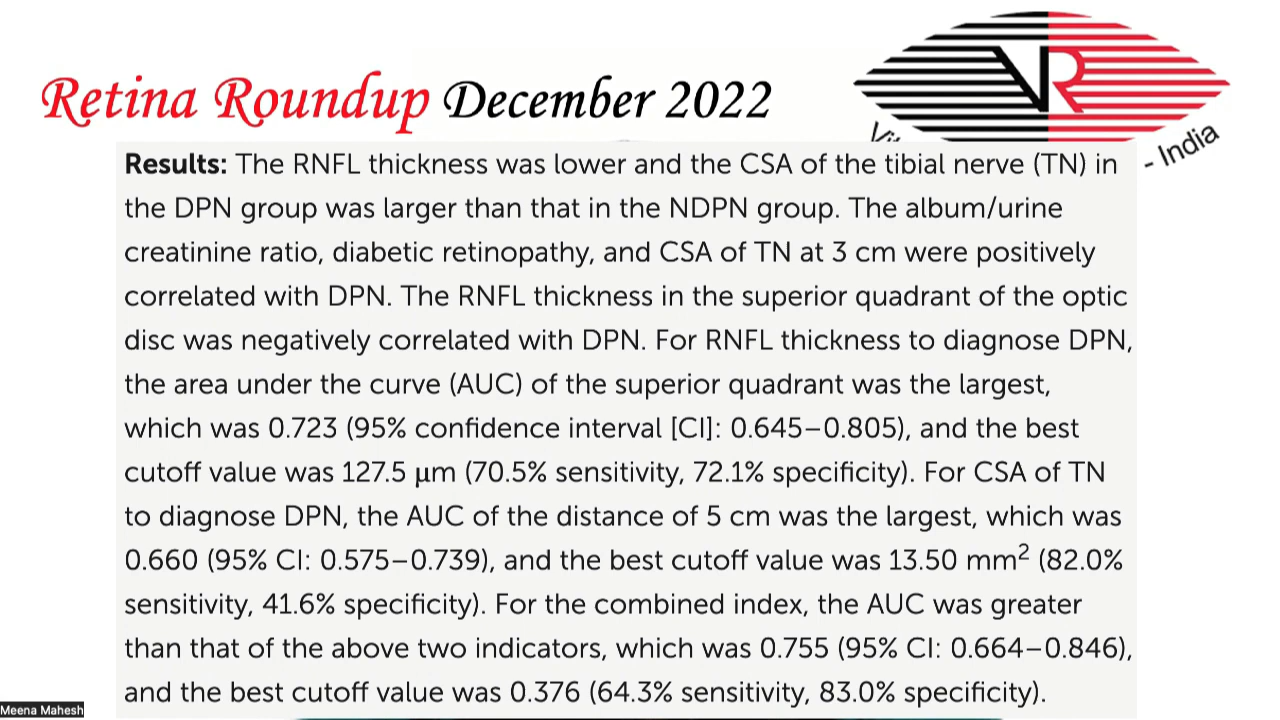 Retina Roundup December 2022
VR
- India
Results: The RNFL thickness was lower and the CSA of the tibial nerve (TN) in
the DPN group was larger than that in the NDPN group. The album/urine
creatinine ratio, diabetic retinopathy, and CSA of TN at 3 cm were positively
correlated with DPN. The RNFL thickness in the superior quadrant of the optic
disc was negatively correlated with DPN. For RNFL thickness to diagnose DPN,
the area under the curve (AUC) of the superior quadrant was the largest,
which was 0.723 (95% confidence interval [CI]: 0.645–0.805), and the best
cutoff value was 127.5 μm (70.5% sensitivity, 72.1% specificity). For CSA of TN
to diagnose DPN, the AUC of the distance of 5 cm was the largest, which was
0.660 (95% CI: 0.575–0.739), and the best cutoff value was 13.50 mm² (82.0%
sensitivity, 41.6% specificity). For the combined index, the AUC was greater
than that of the above two indicators, which was 0.755 (95% CI: 0.664–0.846),
and the best cutoff value was 0.376 (64.3% sensitivity, 83.0% specificity).
Meena Mahesh